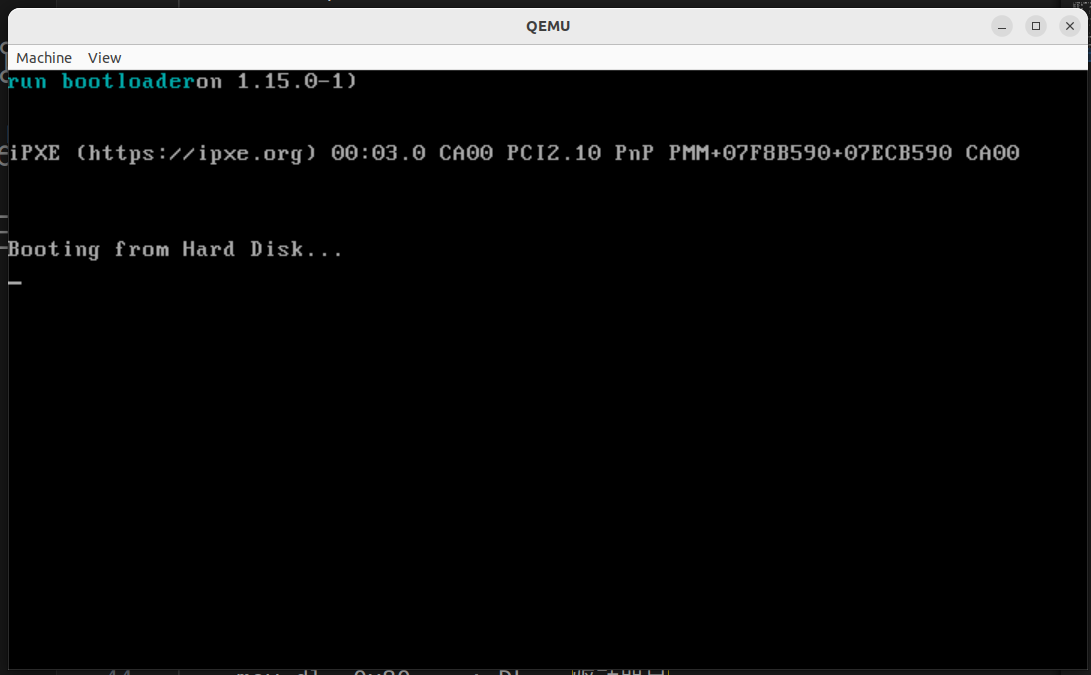 QEMU
Machine View
run bootloaderon 1.15.0-1)
iPXE (https://ipxe.org) 00:03.0 CA00 PCI2.10 PnP PMM+07F8B590+07ECB590 CA00
Booting from Hard Disk...